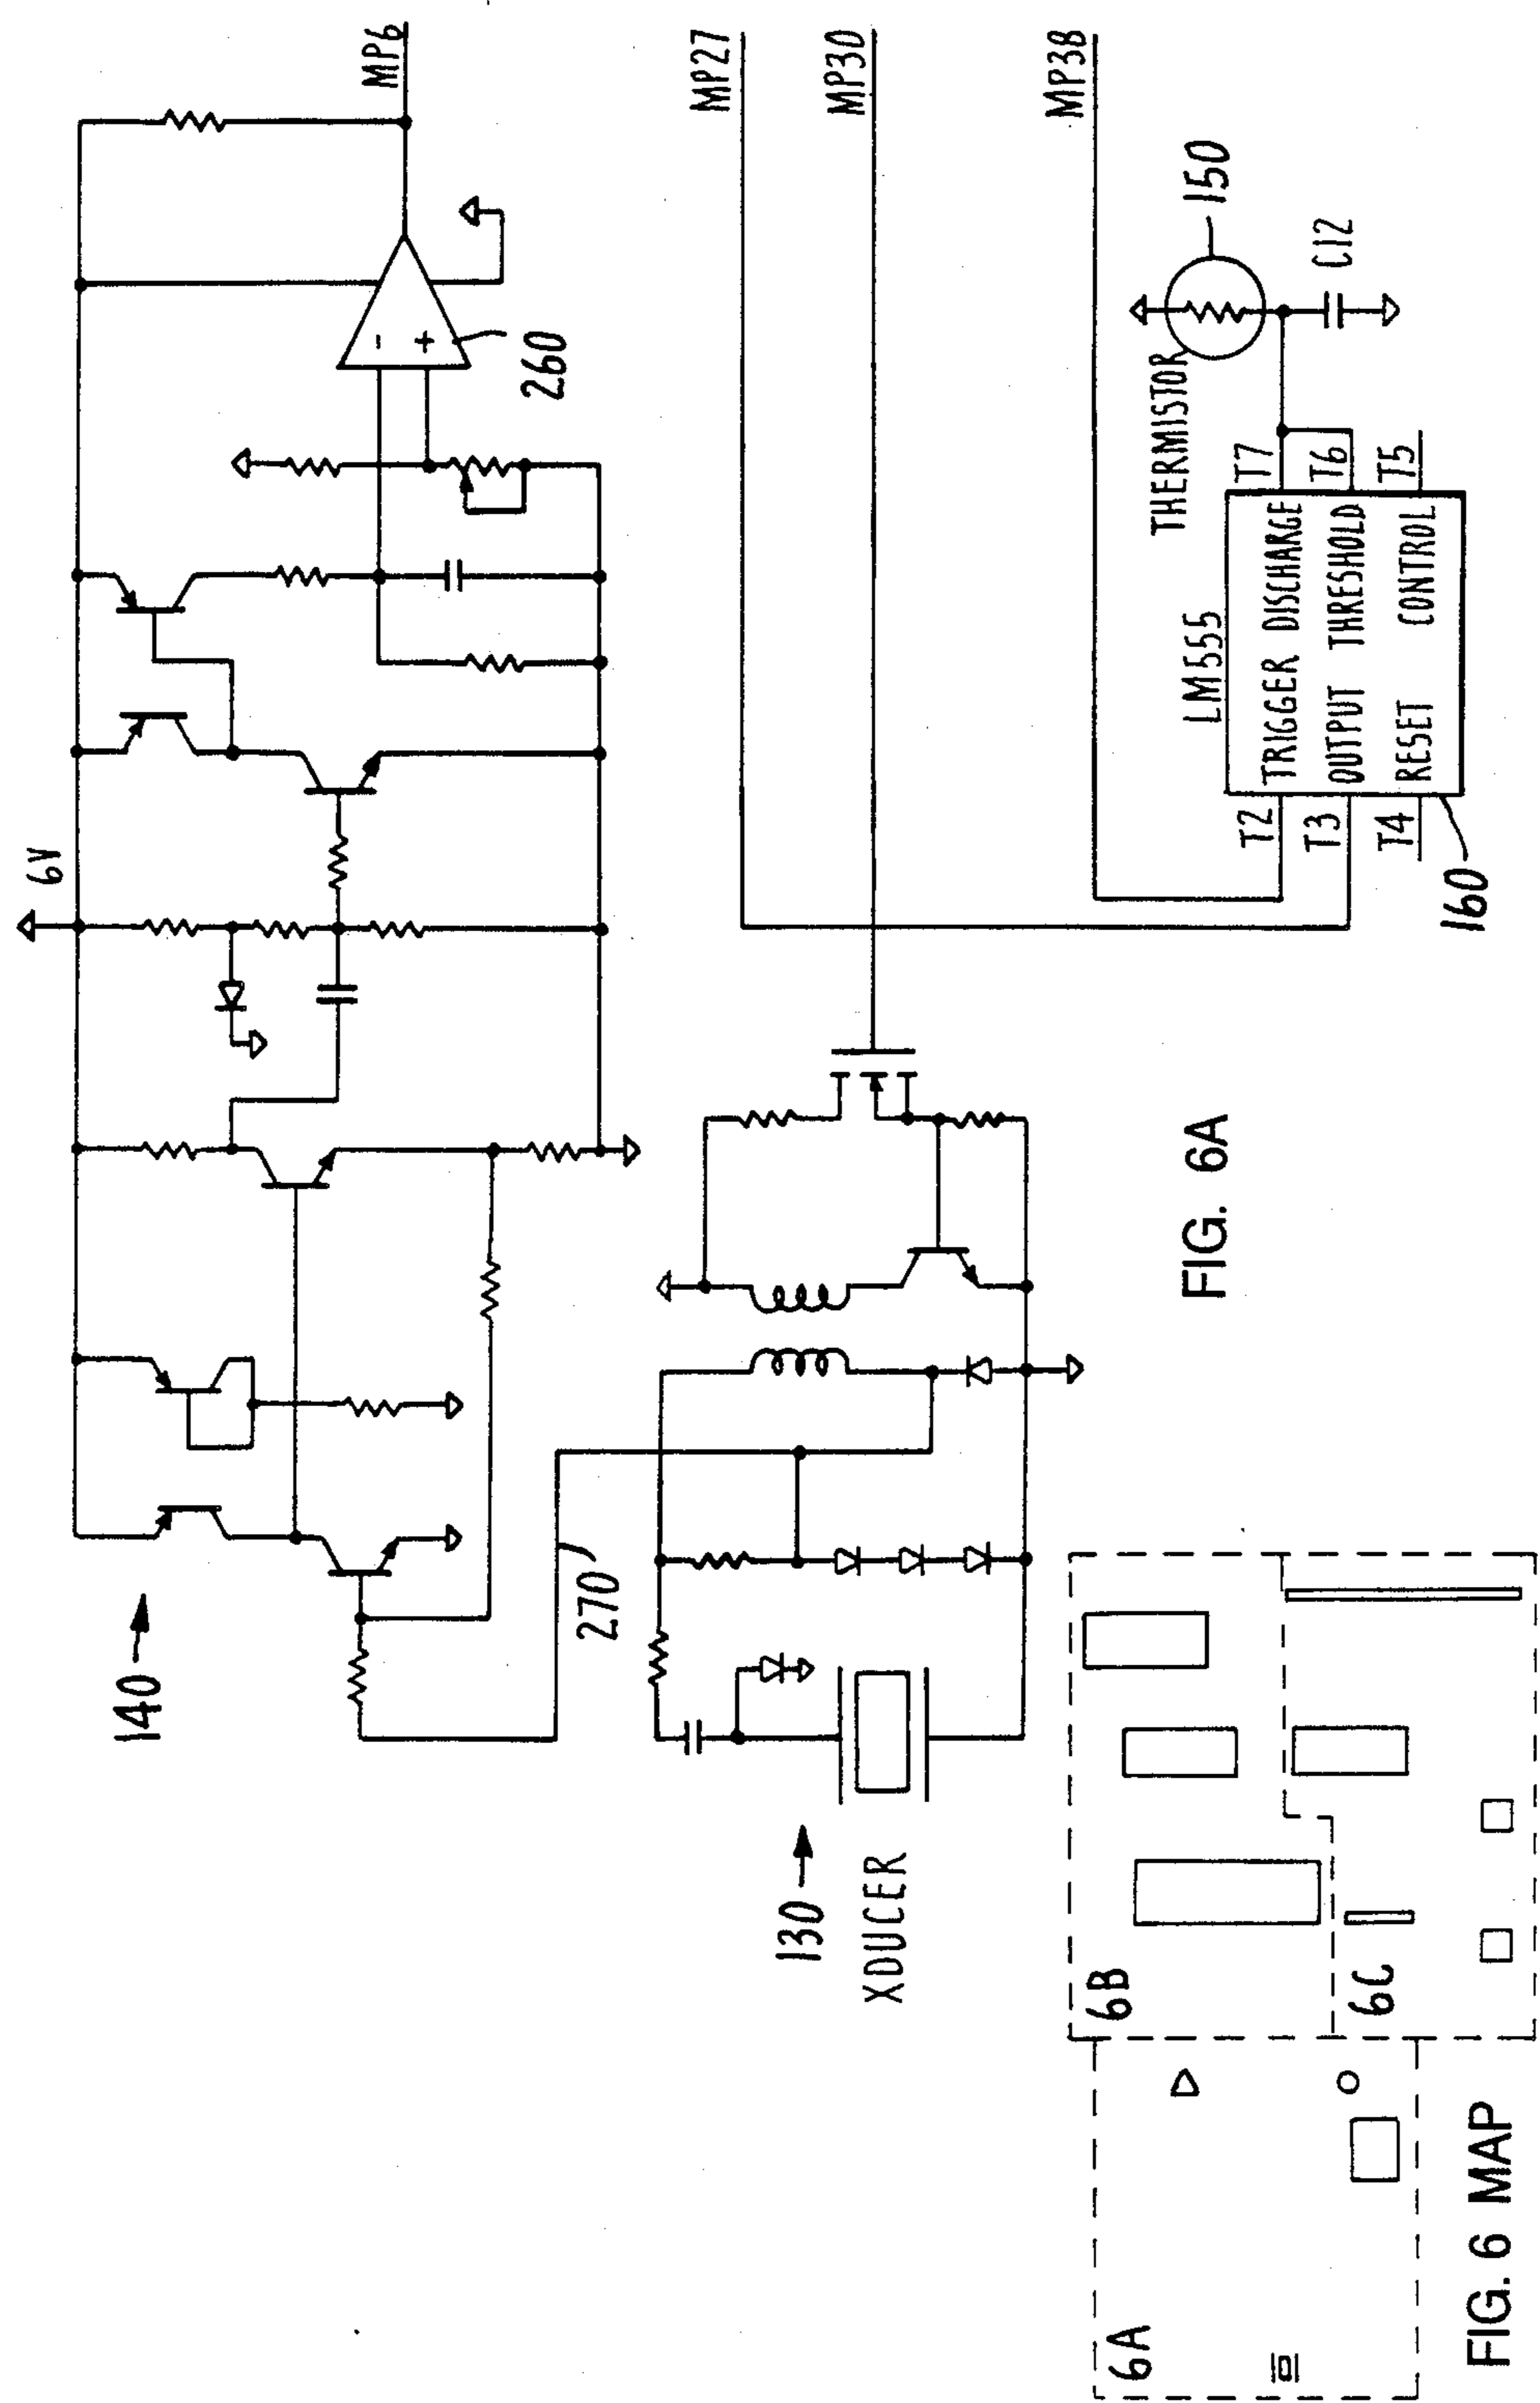 140
6V
MP6
260
270
130
XDUCER
MP27
MP30
MP38
THERMISTOR
150
C12
LM555
T2 TRIGGER DISCHARGE T7
T3 OUTPUT THRESHOLD T6
T4 RESET CONTROL T5
160
- 
+
FIG. 6A
6A
6B
6C
FIG. 6 MAP